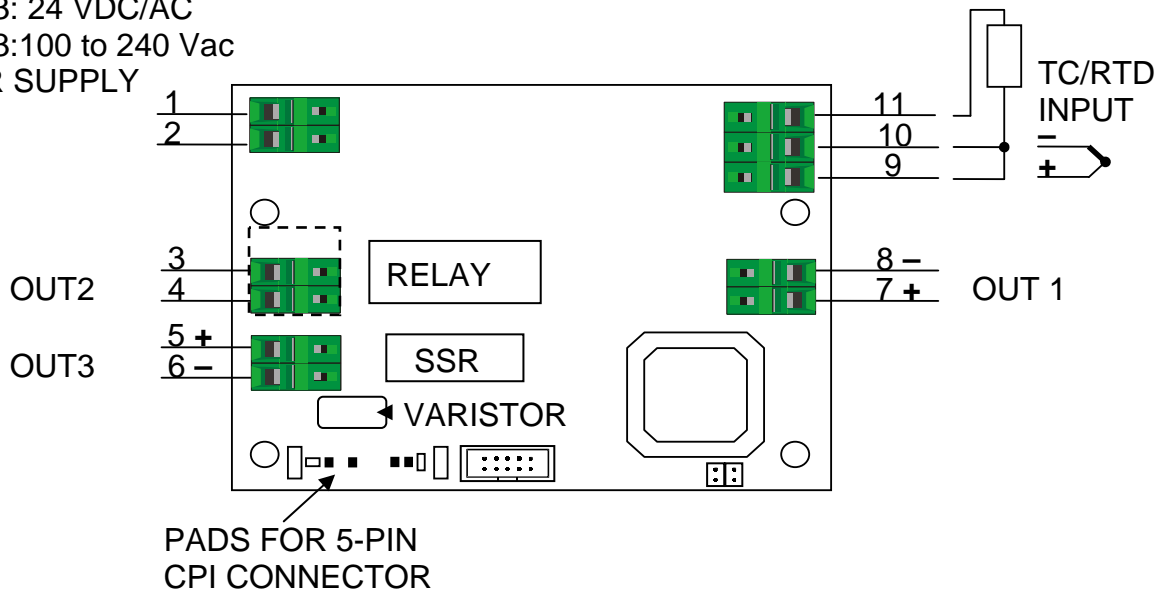 : 24 VDC/AC
:100 to 240 Vac
SUPPLY
1
2
3
4
OUT2
5 +
6 –
OUT3
RELAY
SSR
VARISTOR
11
10
9
TC/RTD
INPUT
–
+
8 –
7 +
OUT 1
PADS FOR 5-PIN
CPI CONNECTOR